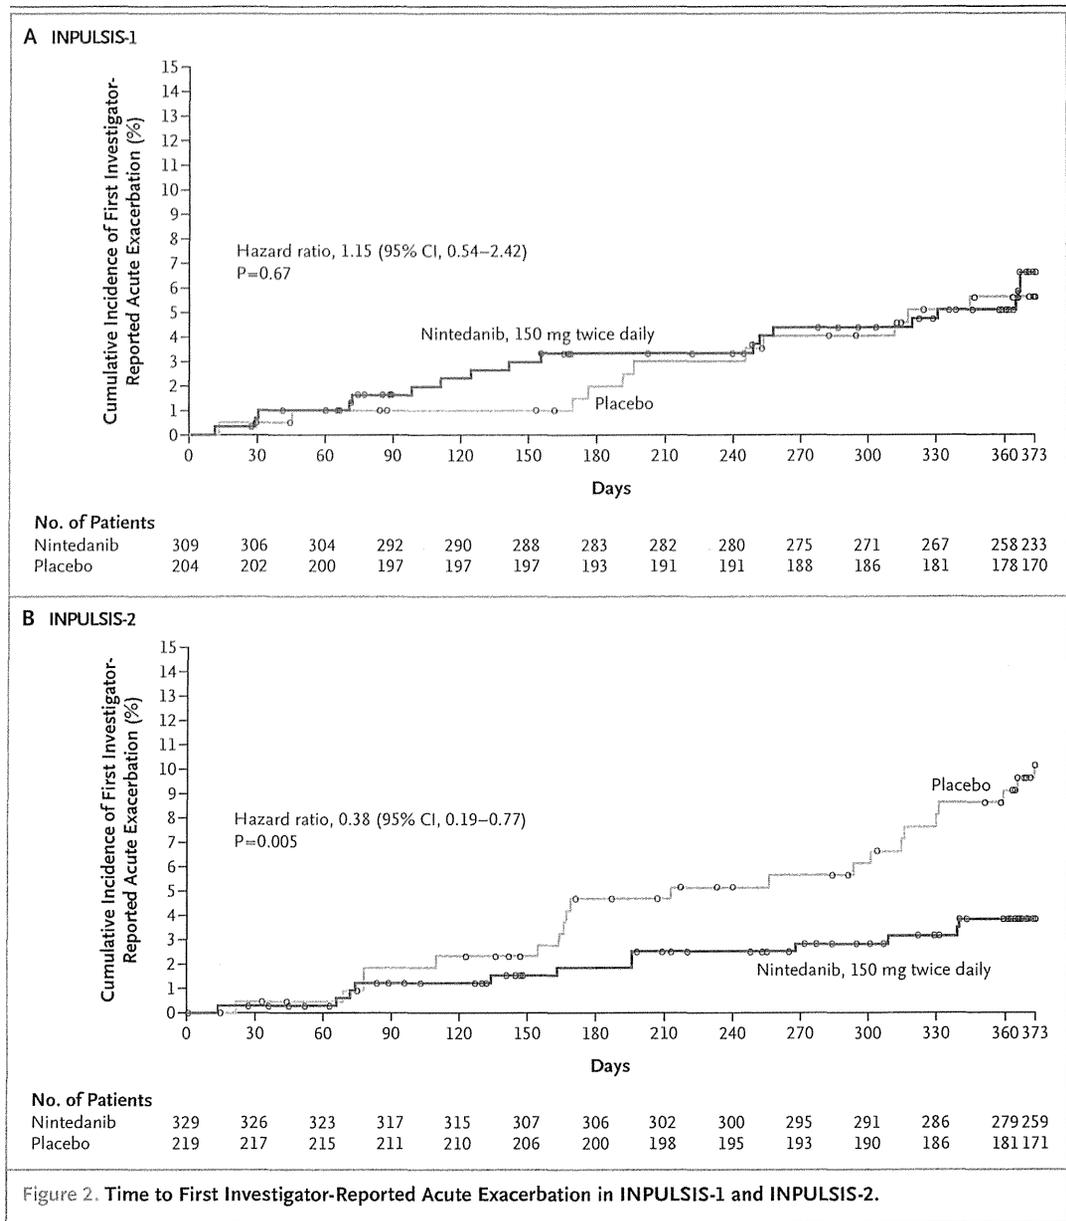 A INPULSIS-1
Cumulative Incidence of First Investigator-
Reported Acute Exacerbation (%)
15
14
13
12
11
10
9
8
7
6
5
4
3
2
1
0
Hazard ratio, 1.15 (95% CI, 0.54–2.42)
P=0.67
Nintedanib, 150 mg twice daily
Placebo
0 30 60 90 120 150 180 210 240 270 300 330 360 373
Days
No. of Patients
Nintedanib 309 306 304 292 290 288 283 282 280 275 271 267 258 233
Placebo 204 202 200 197 197 197 193 191 191 188 186 181 178 170
B INPULSIS-2
Cumulative Incidence of First Investigator-
Reported Acute Exacerbation (%)
15
14
13
12
11
10
9
8
7
6
5
4
3
2
1
0
Placebo
Hazard ratio, 0.38 (95% CI, 0.19–0.77)
P=0.005
Nintedanib, 150 mg twice daily
0 30 60 90 120 150 180 210 240 270 300 330 360 373
Days
No. of Patients
Nintedanib 329 326 323 317 315 307 306 302 300 295 291 286 279 259
Placebo 219 217 215 211 210 206 200 198 195 193 190 186 181 171
Figure 2. Time to First Investigator-Reported Acute Exacerbation in INPULSIS-1 and INPULSIS-2.